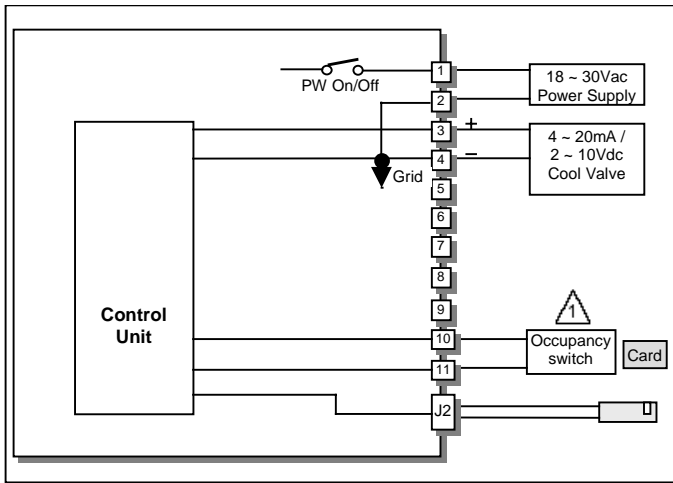 PW On/Off
1
18 ~ 30Vac
Power Supply
2
3
+
4 ~ 20mA /
2 ~ 10Vdc
Cool Valve
4
−
Grid
5
6
7
8
9
Control
Unit
1
10
Occupancy
switch
Card
11
J2